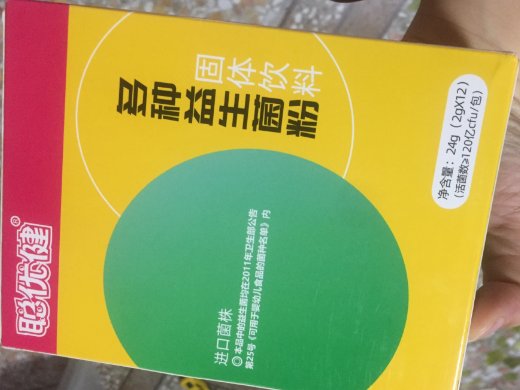 聪优健®
多种益生菌粉
固体饮料
进口菌株
本品中的益生菌均在2011年卫生部公告
第25号《可用于婴幼儿食品的菌种名单》内
净含量：24g（2gX12）
（活菌数≥120亿cfu/包）